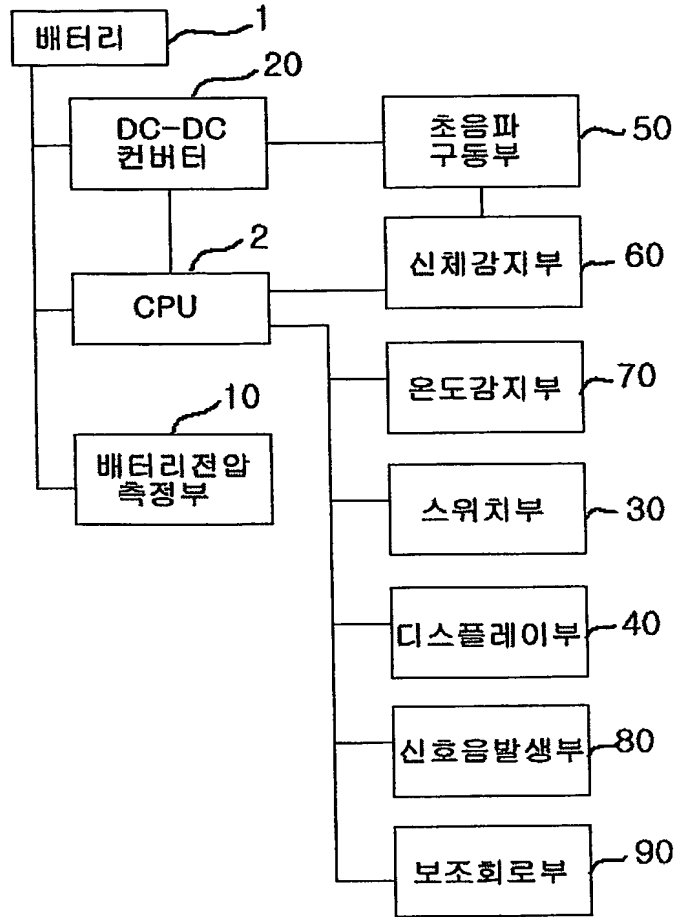 1
배터리
20
DC-DC
컨버터
초음파
구동부
50
2
CPU
신체감지부
60
온도감지부
70
10
배터리전압
측정부
스위치부
30
디스플레이부
40
신호음발생부
80
보조회로부
90